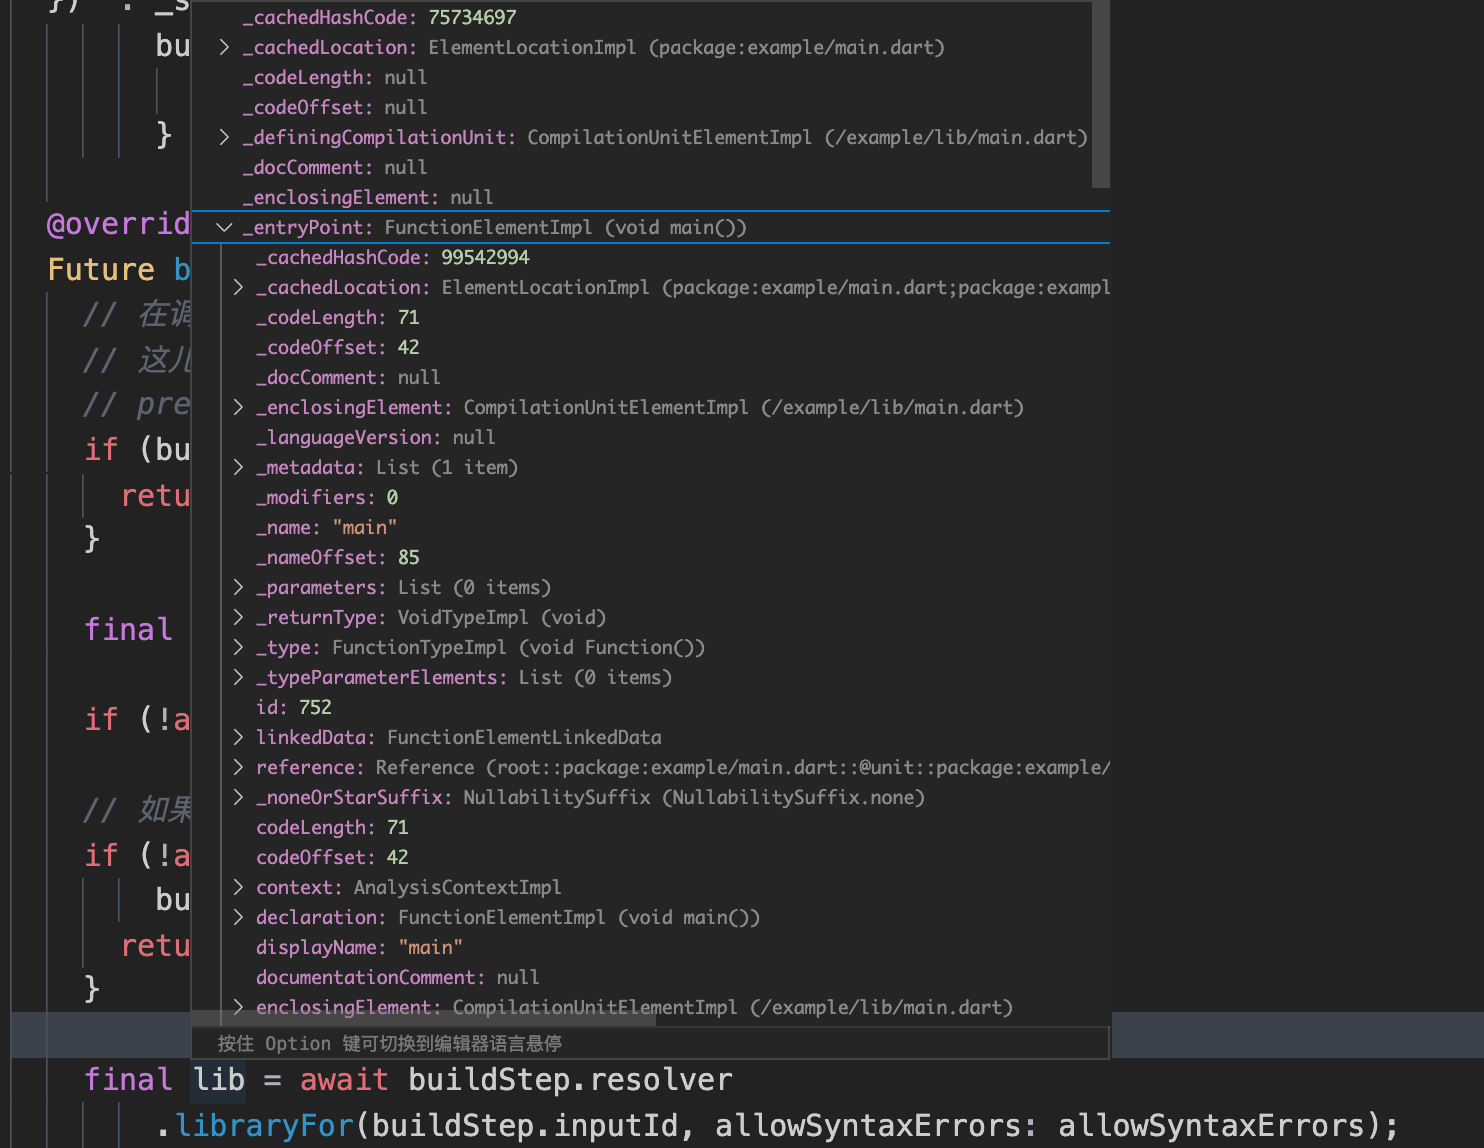 }) : _s
_cachedHashCode: 75734697
bu
_cachedLocation: ElementLocationImpl (package:example/main.dart)
_codeLength: null
_codeOffset: null
}
_definingCompilationUnit: CompilationUnitElementImpl (/example/lib/main.dart)
_docComment: null
_enclosingElement: null
@overrid
_entryPoint: FunctionElementImpl (void main())
_cachedHashCode: 99542994
Future b
_cachedLocation: ElementLocationImpl (package:example/main.dart;package:exampl
// 在调
_codeLength: 71
_codeOffset: 42
// 这儿
_docComment: null
// pre
_enclosingElement: CompilationUnitElementImpl (/example/lib/main.dart)
_languageVersion: null
if (bu
_metadata: List (1 item)
_modifiers: 0
retu
_name: "main"
}
_nameOffset: 85
_parameters: List (0 items)
_returnType: VoidTypeImpl (void)
final
_type: FunctionTypeImpl (void Function())
_typeParameterElements: List (0 items)
id: 752
if (!a
linkedData: FunctionElementLinkedData
reference: Reference (root::package:example/main.dart::@unit::package:example/
_noneOrStarSuffix: NullabilitySuffix (NullabilitySuffix.none)
// 如果
codeLength: 71
codeOffset: 42
if (!a
context: AnalysisContextImpl
bu
declaration: FunctionElementImpl (void main())
displayName: "main"
retu
documentationComment: null
}
enclosingElement: CompilationUnitElementImpl (/example/lib/main.dart)
按住 Option 键可切换到编辑器语言悬停
final lib = await buildStep.resolver
.libraryFor(buildStep.inputId, allowSyntaxErrors: allowSyntaxErrors);